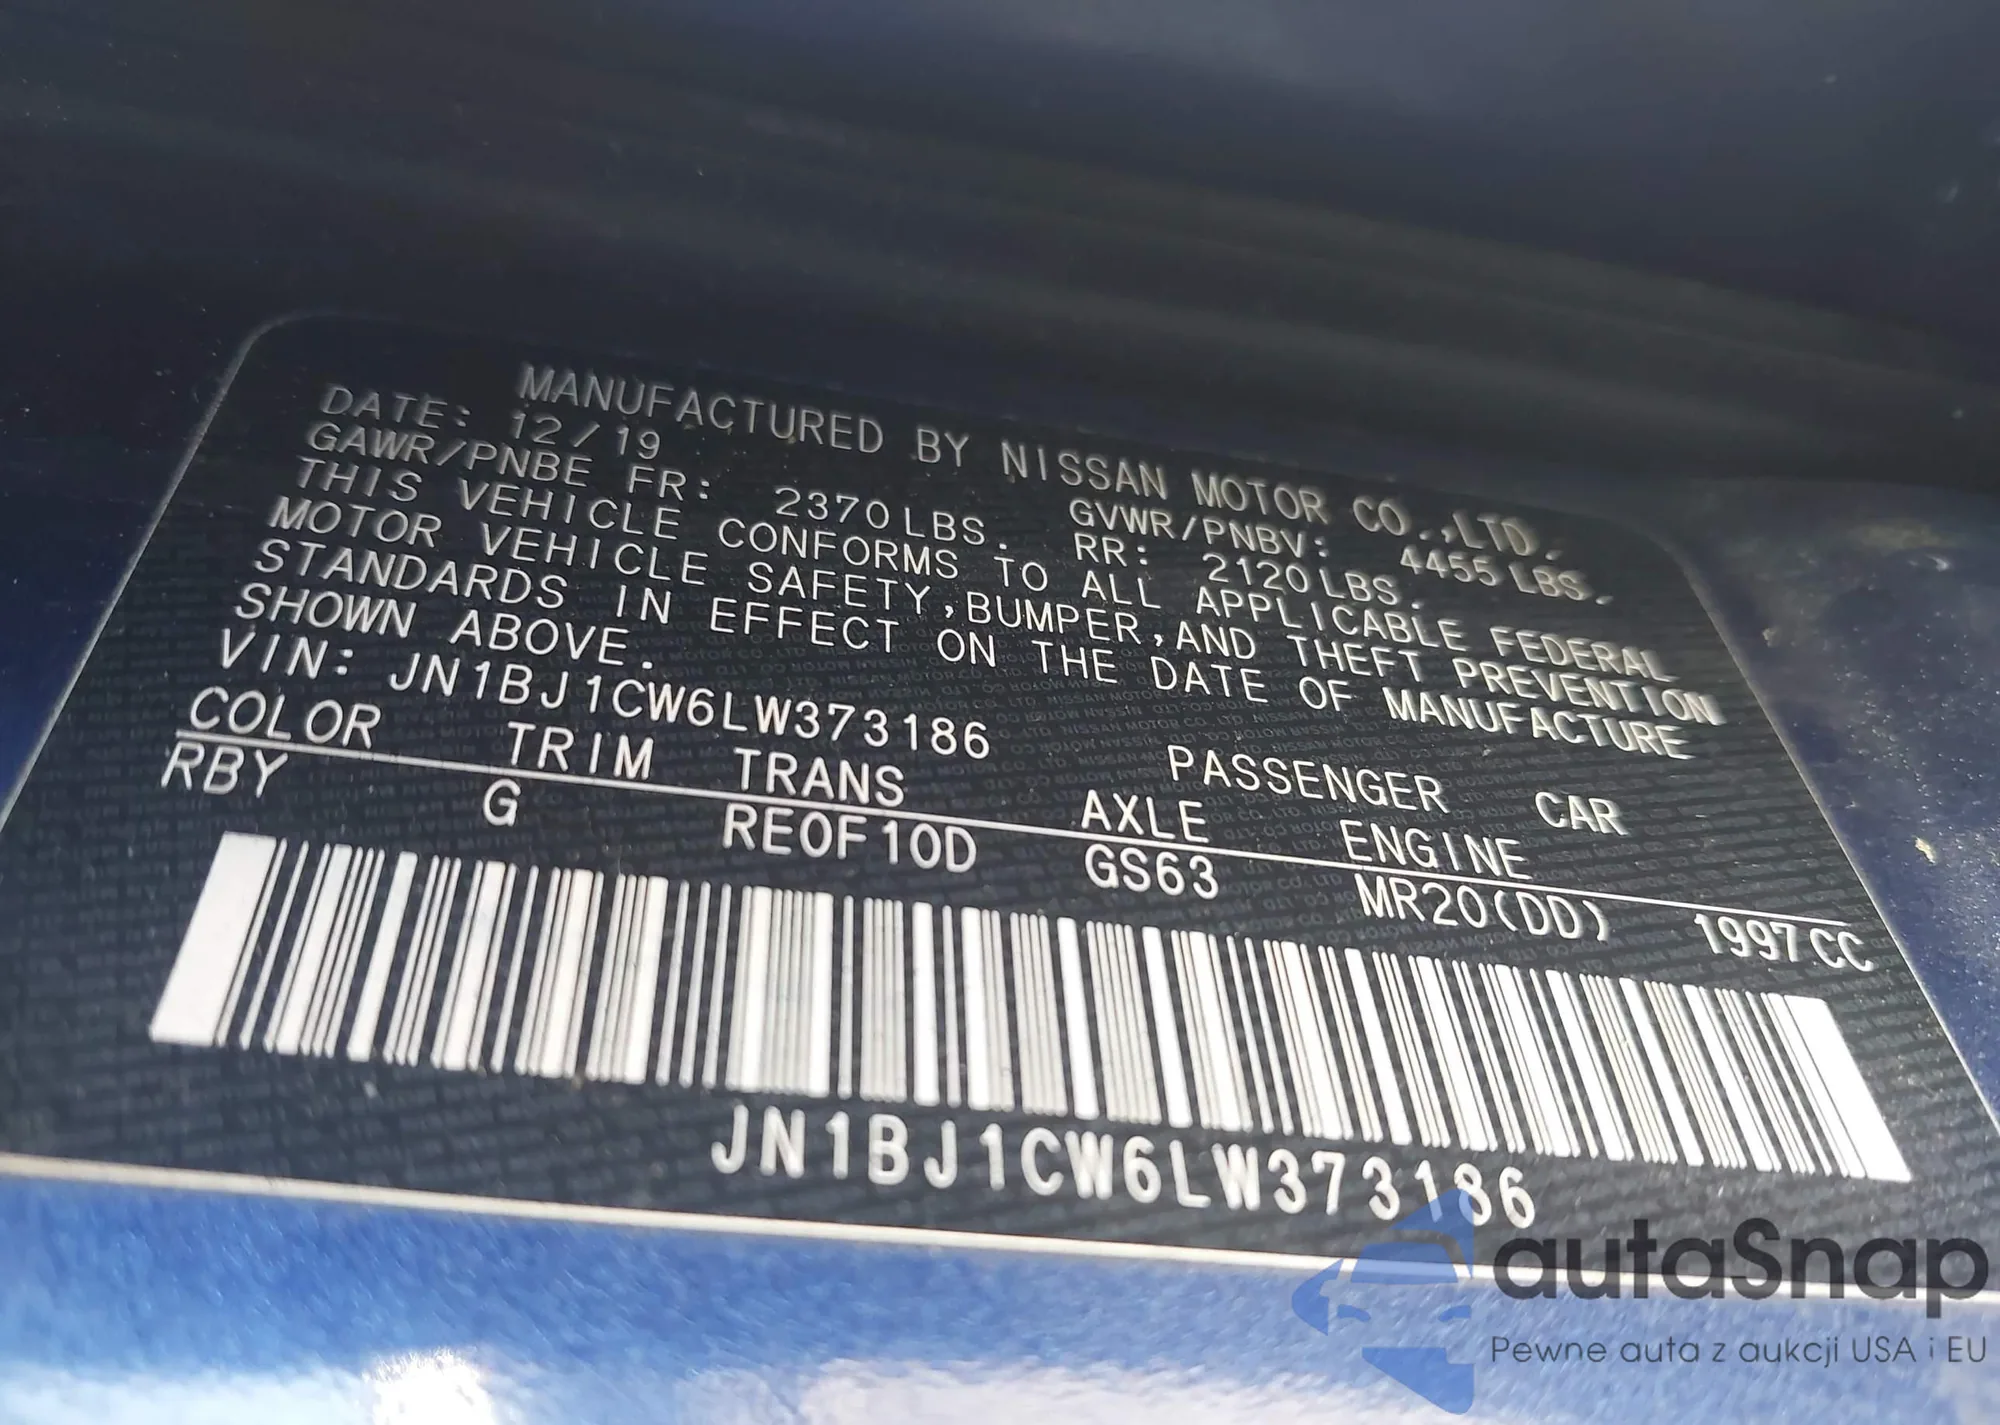 MANUFACTURED BY NISSAN MOTOR CO.,LTD.
DATE: 12/19 GVWR/PNBV: 4455LBS.
GAWR/PNBE FR: 2370LBS. RR: 2120LBS.
THIS VEHICLE CONFORMS TO ALL APPLICABLE FEDERAL
MOTOR VEHICLE SAFETY,BUMPER,AND THEFT PREVENTION
STANDARDS IN EFFECT ON THE DATE OF MANUFACTURE
SHOWN ABOVE.
VIN: JN1BJ1CW6LW373186 PASSENGER CAR
COLOR TRIM TRANS AXLE ENGINE
RBY G RE0F10D GS63 MR20(DD) 1997CC
JN1BJ1CW6LW373186
autaSnap
Pewne auta z aukcji USA i EU